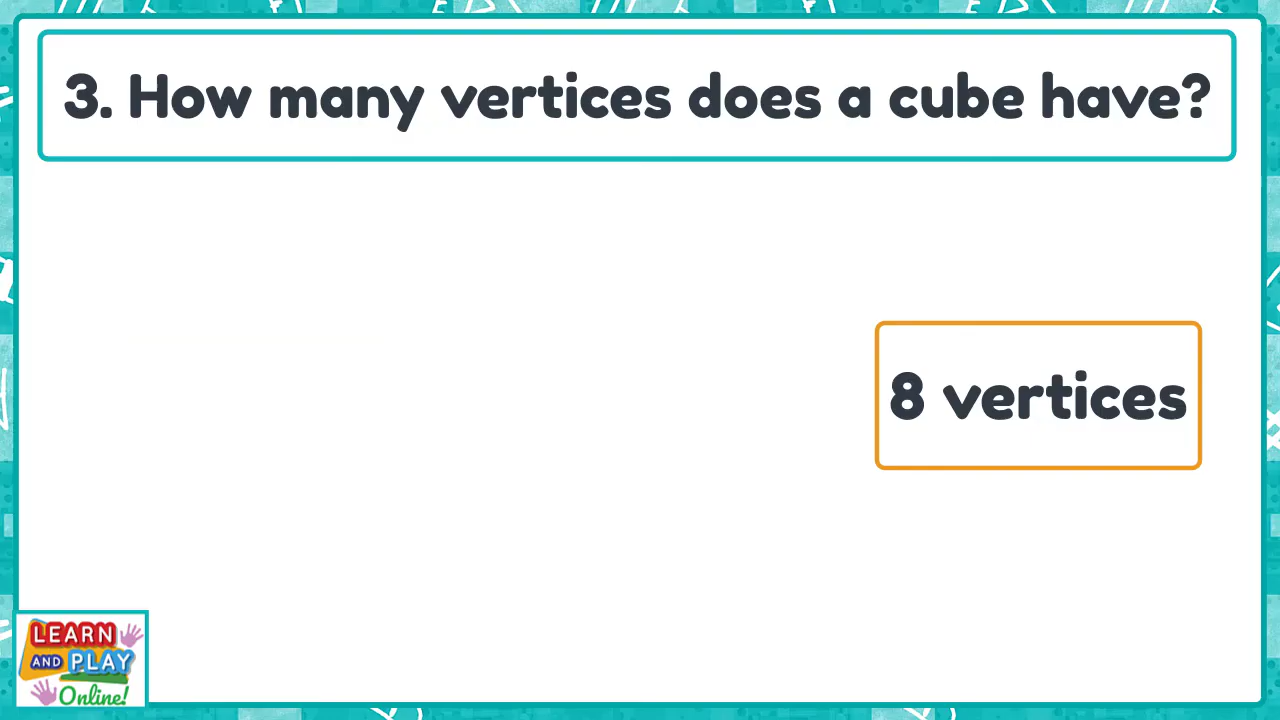 3. How many vertices does a cube have?
8 vertices
LEARN
AND PLAY
Online!